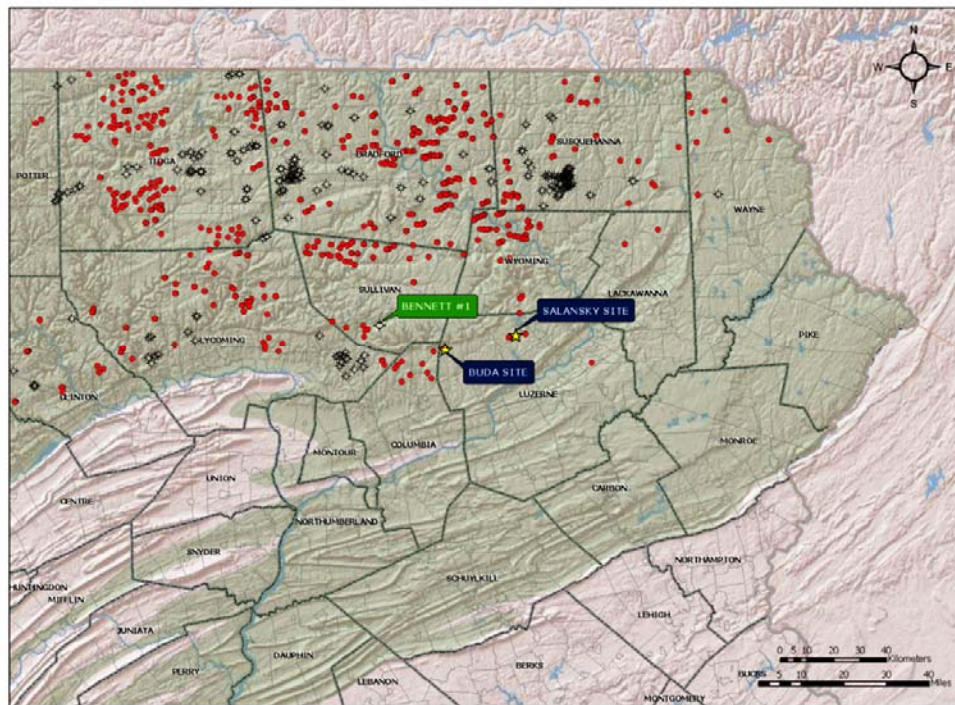 N
W E
S
SUSQUEHANNA
TIOGA
BRADFORD
POTTER
WAYNE
WYOMING
SULLIVAN
LACKAWANNA
BENNETT #1
SALANSKY SITE
LYCOMING
PIKE
BUDA SITE
CLINTON
LUZERNE
COLUMBIA
MONROE
MONTOUR
UNION
CARBON
CENTRE
NORTHUMBERLAND
SNYDER
NORTHAMPTON
SCHUYLKILL
HUNTINGDON
MIFFLIN
LEHIGH
JUNIATA
DAUPHIN
PERRY
BERKS
LEBANON
0 5 10 20 30 40
Kilometers
BUCKS
0 5 10 20 30 40
Miles
MONTGOMERY